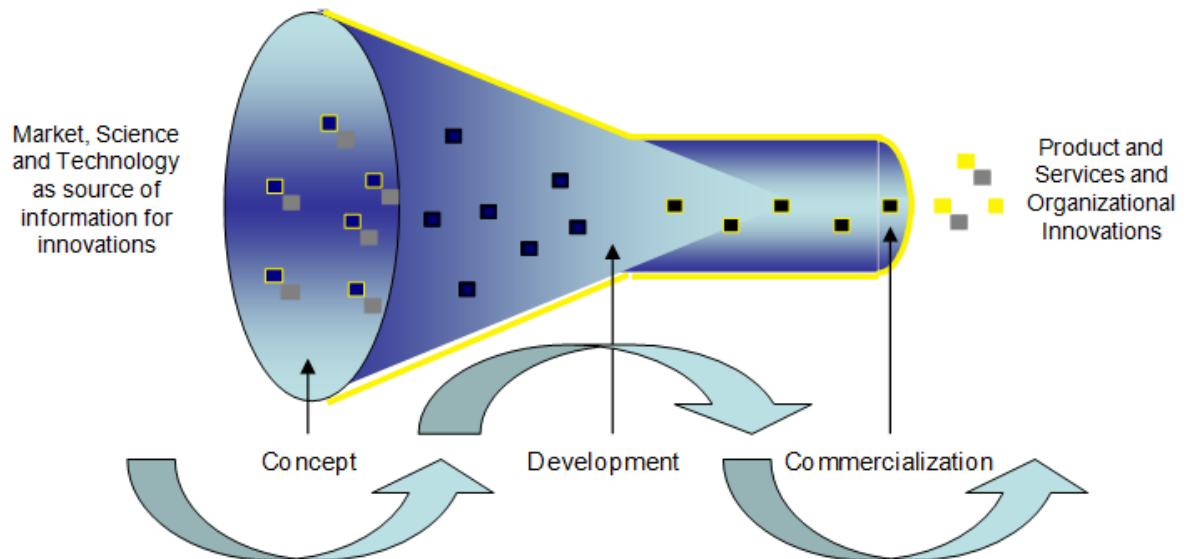 Market, Science
and Technology
as source of
information for
innovations
Product and
Services and
Organizational
Innovations
Concept
Development
Commercialization